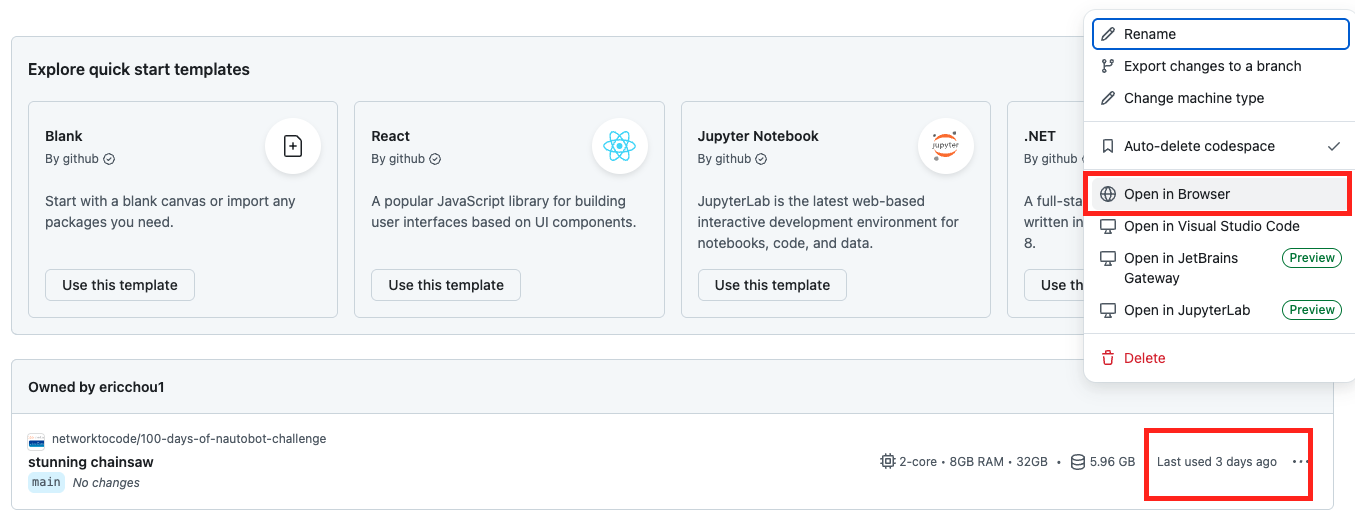 Explore quick start templates
Blank
By github
Start with a blank canvas or import any
packages you need.
Use this template
React
By github
A popular JavaScript library for building
user interfaces based on UI components.
Use this template
Jupyter Notebook
By github
jupyter
JupyterLab is the latest web-based
interactive development environment for
notebooks, code, and data.
Use this template
.NET
By github
A full-sta
written in
8.
Use th
Rename
Export changes to a branch
Change machine type
Auto-delete codespace
Open in Browser
Open in Visual Studio Code
Open in JetBrains
Gateway
Preview
Open in JupyterLab
Preview
Delete
Owned by ericchou1
networktocode/100-days-of-nautobot-challenge
stunning chainsaw
main No changes
2-core • 8GB RAM • 32GB • 5.96 GB Last used 3 days ago ...